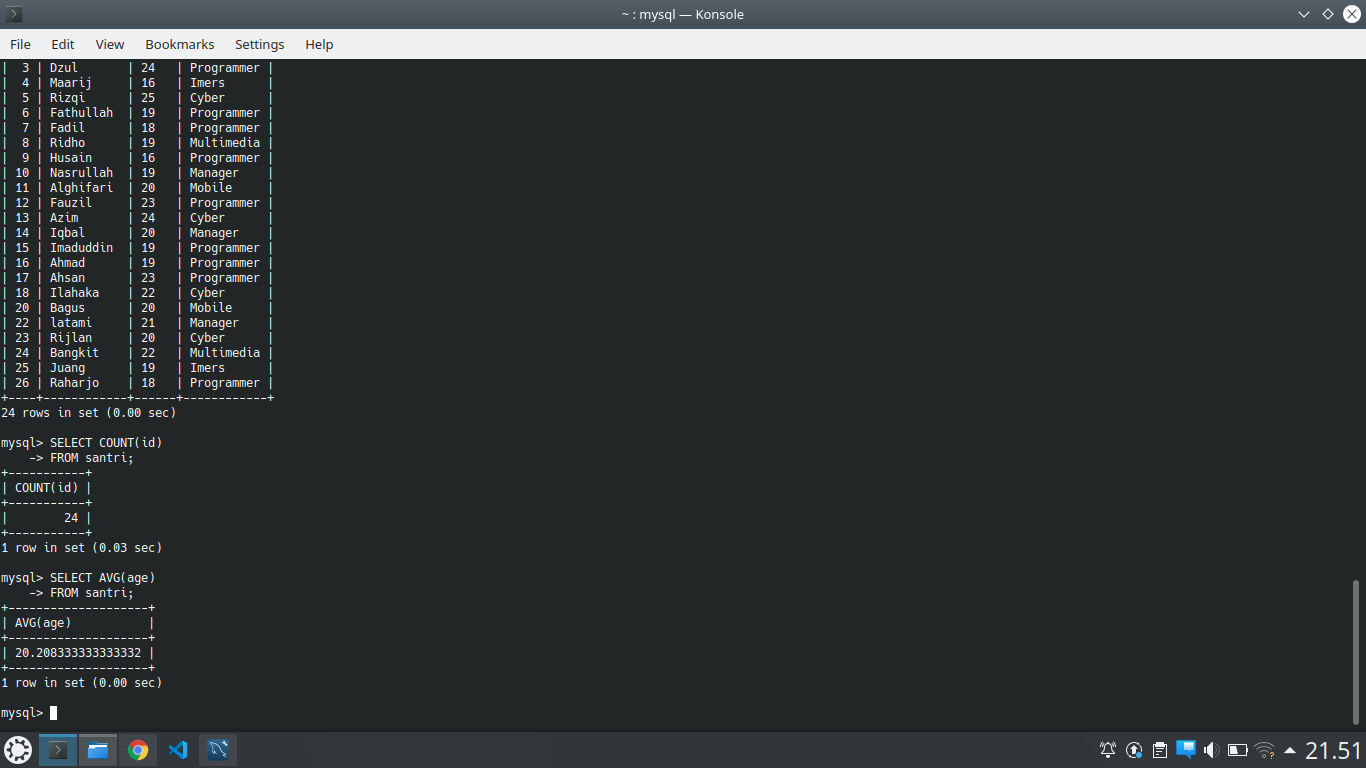 ~ : mysql — Konsole
File Edit View Bookmarks Settings Help
|  3 | Dzul       | 24   | Programmer |
|  4 | Maarij     | 16   | Imers      |
|  5 | Rizqi      | 25   | Cyber      |
|  6 | Fathullah  | 19   | Programmer |
|  7 | Fadil      | 18   | Programmer |
|  8 | Ridho      | 19   | Multimedia |
|  9 | Husain     | 16   | Programmer |
| 10 | Nasrullah  | 19   | Manager    |
| 11 | Alghifari  | 20   | Mobile     |
| 12 | Fauzil     | 23   | Programmer |
| 13 | Azim       | 24   | Cyber      |
| 14 | Iqbal      | 20   | Manager    |
| 15 | Imaduddin  | 19   | Programmer |
| 16 | Ahmad      | 19   | Programmer |
| 17 | Ahsan      | 23   | Programmer |
| 18 | Ilahaka    | 22   | Cyber      |
| 20 | Bagus      | 20   | Mobile     |
| 22 | latami     | 21   | Manager    |
| 23 | Rijlan     | 20   | Cyber      |
| 24 | Bangkit    | 22   | Multimedia |
| 25 | Juang      | 19   | Imers      |
| 26 | Raharjo    | 18   | Programmer |
+----+------------+------+------------+
24 rows in set (0.00 sec)
mysql> SELECT COUNT(id)
    -> FROM santri;
+-----------+
| COUNT(id) |
+-----------+
|        24 |
+-----------+
1 row in set (0.03 sec)
mysql> SELECT AVG(age)
    -> FROM santri;
+--------------------+
| AVG(age)           |
+--------------------+
| 20.208333333333332 |
+--------------------+
1 row in set (0.00 sec)
mysql>
21.51